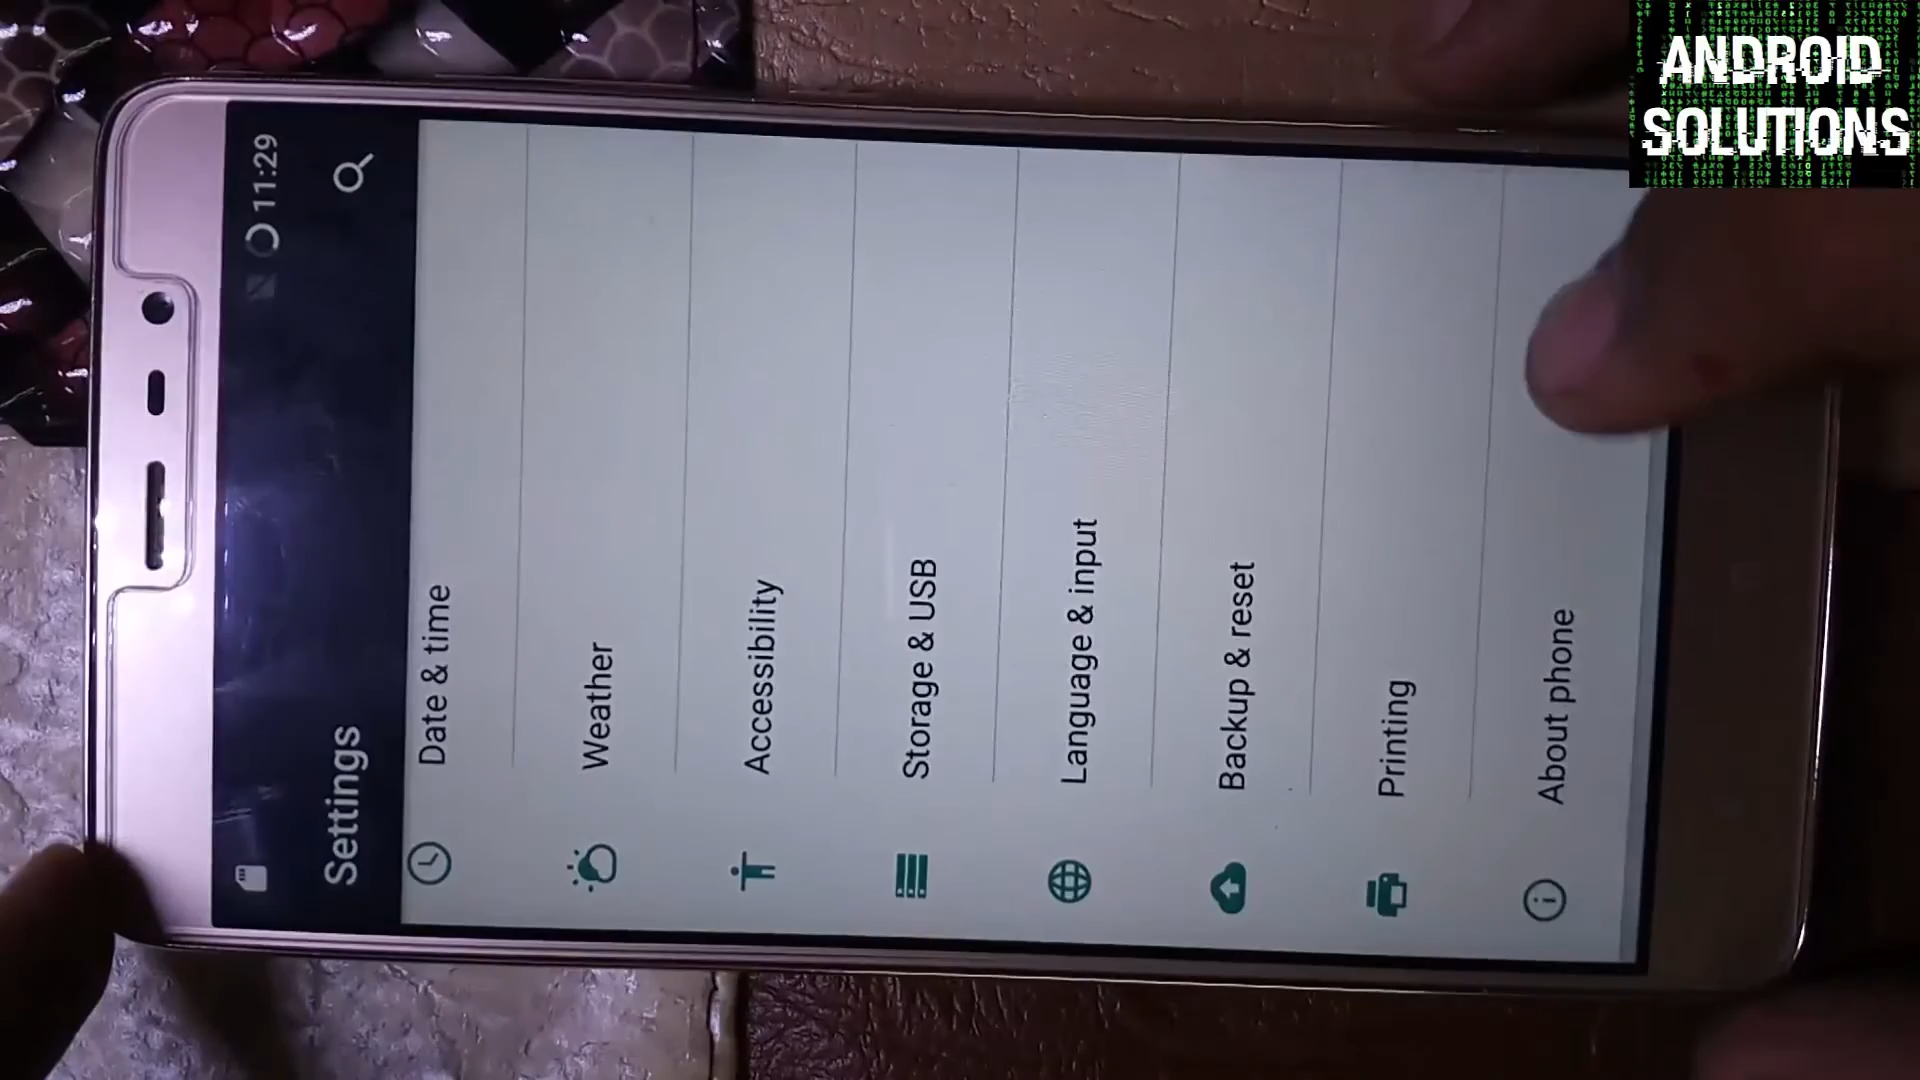 11:29
Settings
Date & time
Weather
Accessibility
Storage & USB
Language & input
Backup & reset
Printing
About phone
ANDROID
SOLUTIONS